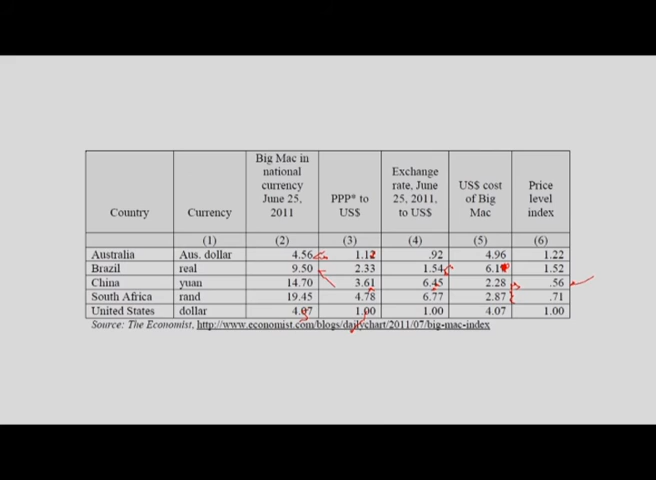 Country Currency Big Mac in national currency June 25, 2011 PPP* to US$ Exchange rate, June 25, 2011, to US$ US$ cost of Big Mac Price level index
(1) (2) (3) (4) (5) (6)
Australia Aus. dollar 4.56 1.12 .92 4.96 1.22
Brazil real 9.50 2.33 1.54 1.52
China yuan 14.70 3.61 6.45 2.28 .56
South Africa rand 19.45 4.78 6.77 2.87 .71
United States dollar 4.07 1.00 1.00 4.07 1.00
Source: The Economist, http://www.economist.com/blogs/dailychart/2011/07/big-mac-index